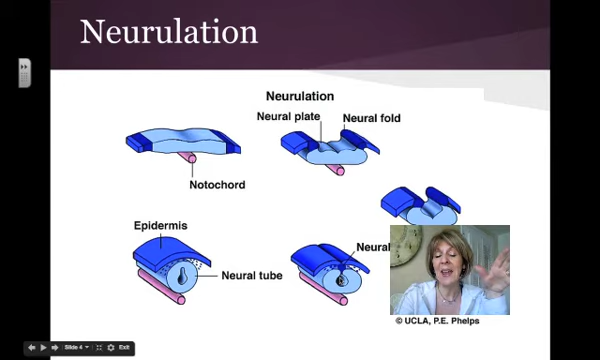 Neurulation
Neurulation
Neural plate
Neural fold
Notochord
Epidermis
Neural
Neural tube
© UCLA, P.E. Phelps
Slide 4
Exit